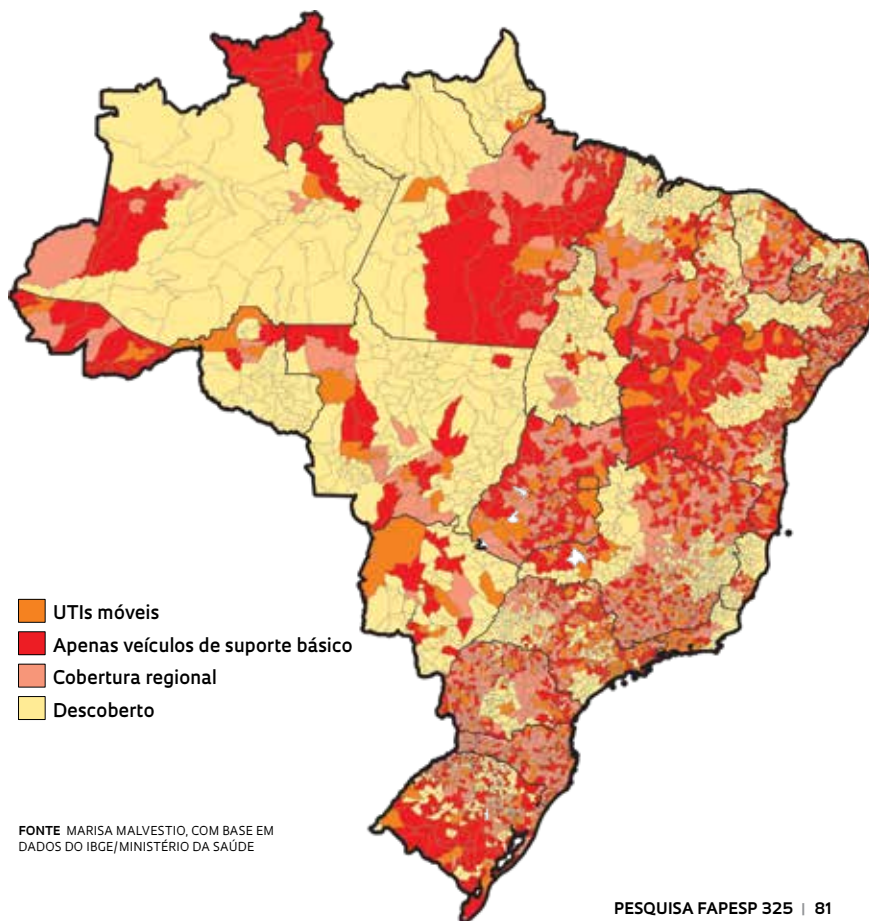 UTIs móveis
Apenas veículos de suporte básico
Cobertura regional
Descoberto
FONTE MARISA MALVESTIO, COM BASE EM
DADOS DO IBGE/MINISTÉRIO DA SAÚDE
PESQUISA FAPESP 325 | 81